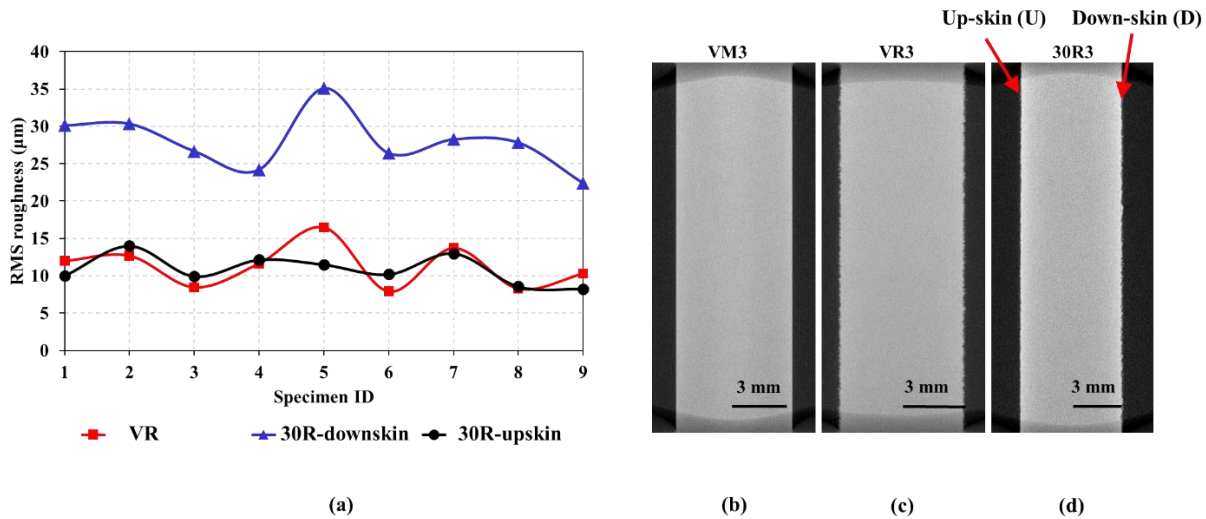 Up-skin (U) Down-skin (D)
VM3 VR3 30R3
40
35
30
25
20
15
10
5
0
RMS roughness (μm)
1 2 3 4 5 6 7 8 9
Specimen ID
VR 30R-downskin 30R-upskin
3 mm 3 mm 3 mm
(a) (b) (c) (d)